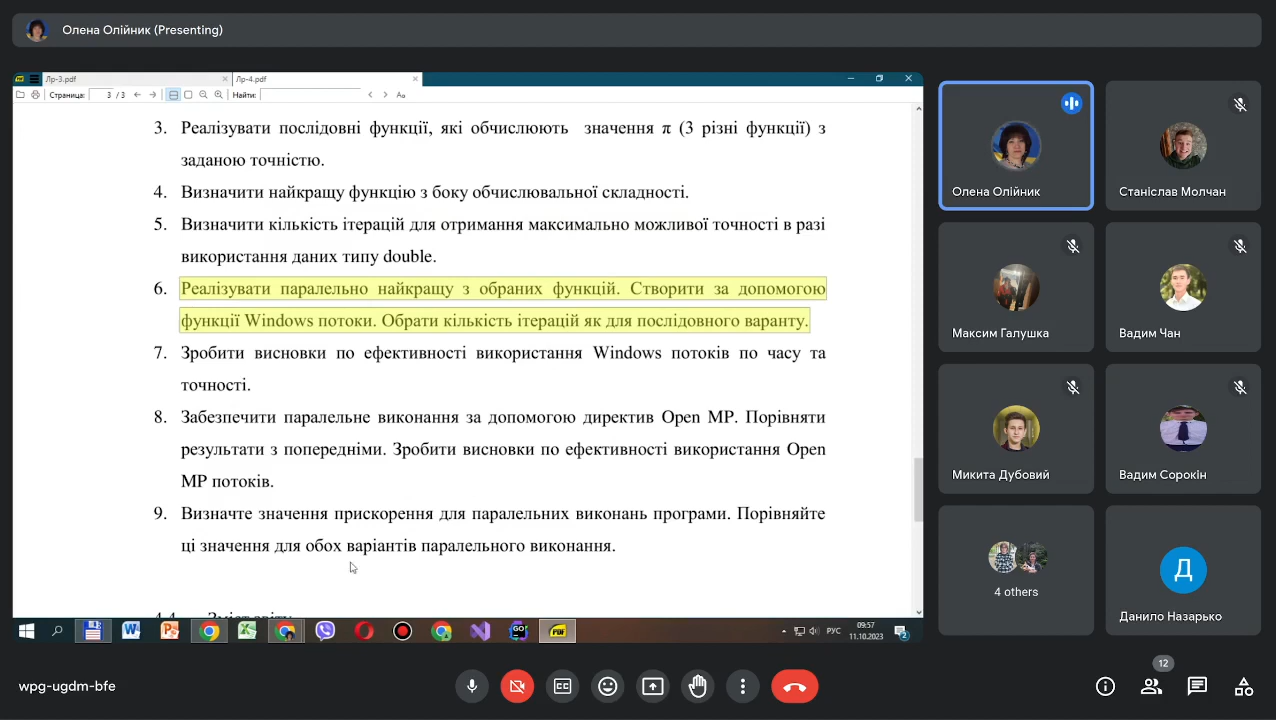 Олена Олійник (Presenting)
Лр-3.pdf
Лр-4.pdf
Страница: 3 / 3 Найти: Aa
3. Реалізувати послідовні функції, які обчислюють значення π (3 різні функції) з
заданою точністю.
4. Визначити найкращу функцію з боку обчислювальної складності.
5. Визначити кількість ітерацій для отримання максимально можливої точності в разі
використання даних типу double.
6. Реалізувати паралельно найкращу з обраних функцій. Створити за допомогою
функції Windows потоки. Обрати кількість ітерацій як для послідовного варанту.
7. Зробити висновки по ефективності використання Windows потоків по часу та
точності.
8. Забезпечити паралельне виконання за допомогою директив Open MP. Порівняти
результати з попередніми. Зробити висновки по ефективності використання Open
MP потоків.
9. Визначте значення прискорення для паралельних виконань програми. Порівняйте
ці значення для обох варіантів паралельного виконання.
4.4 Зміст звіту
РУС
09:57
11.10.2023
2
Олена Олійник
Станіслав Молчан
Максим Галушка
Вадим Чан
Микита Дубовий
Вадим Сорокін
4 others
Д
Данило Назарько
wpg-ugdm-bfe
12